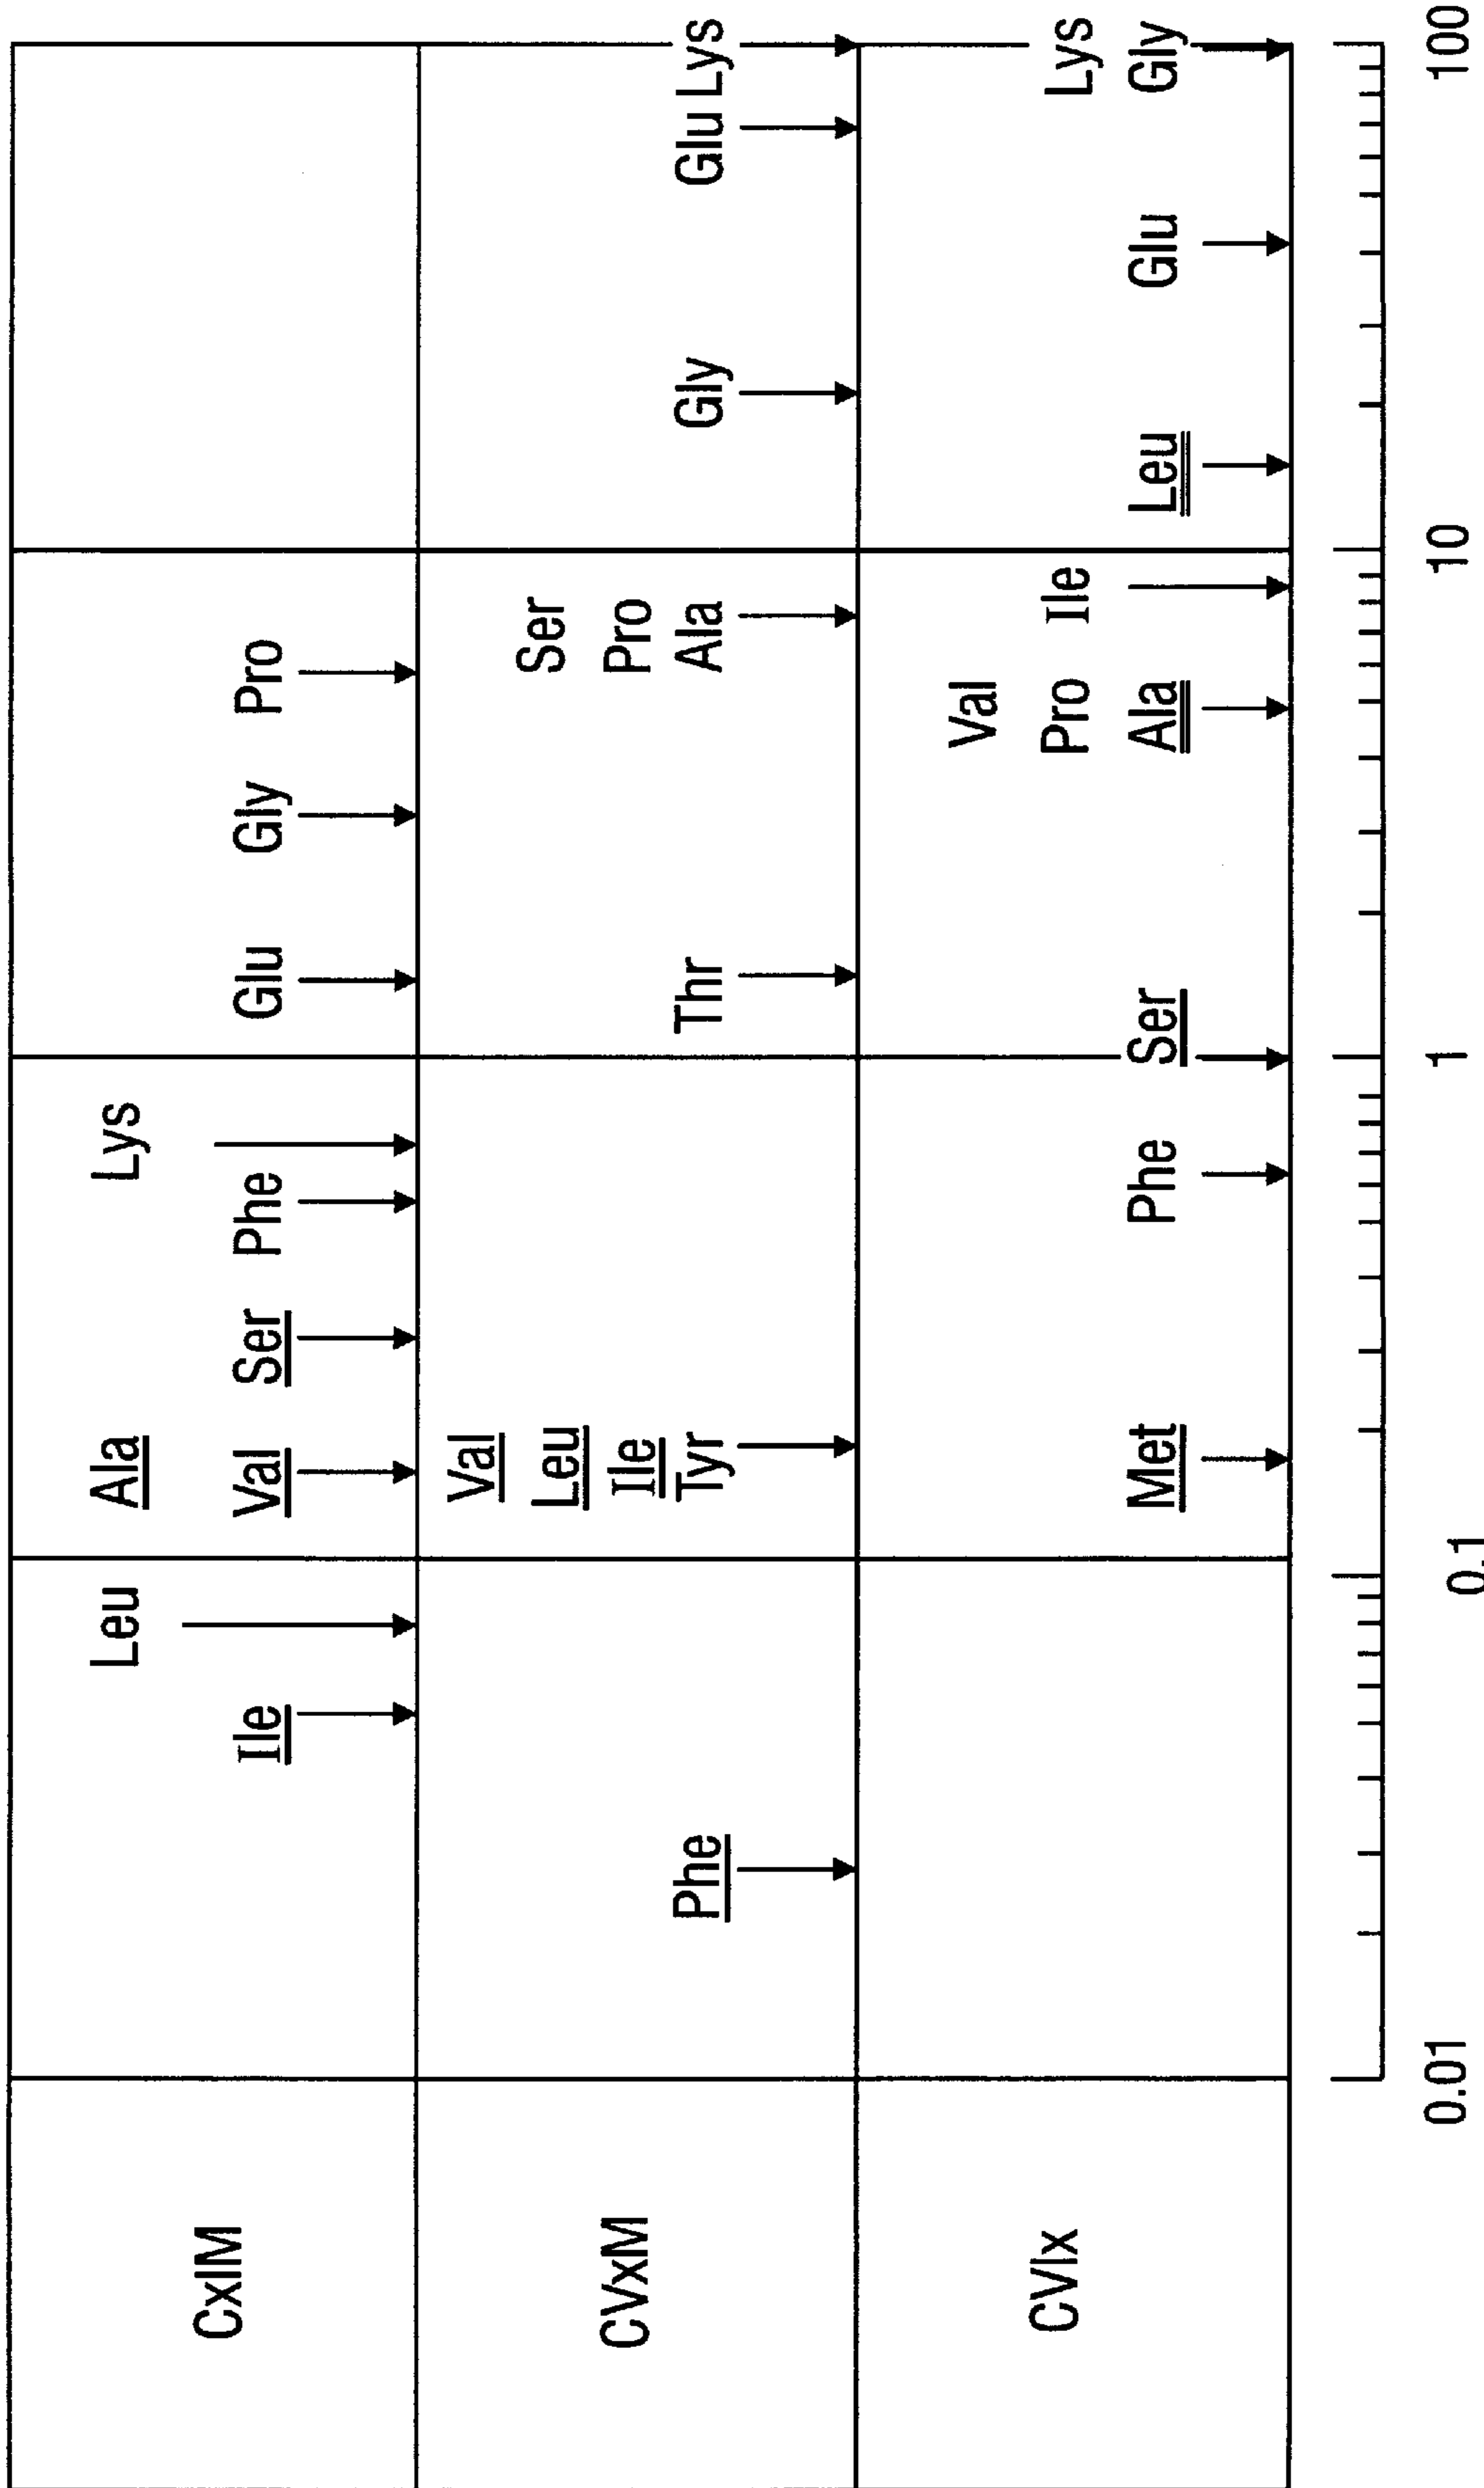 CxIM
Ile
Leu
Ala
Val
Ser
Phe
Lys
Glu
Gly
Pro
CVxM
Phe
Val
Leu
Ile
Tyr
Thr
Ser
Pro
Ala
Gly
Glu
Lys
CVIx
Met
Phe
Ser
Val
Pro
Ala
Ile
Leu
Glu
Lys
Gly
0.01
0.1
1
10
100